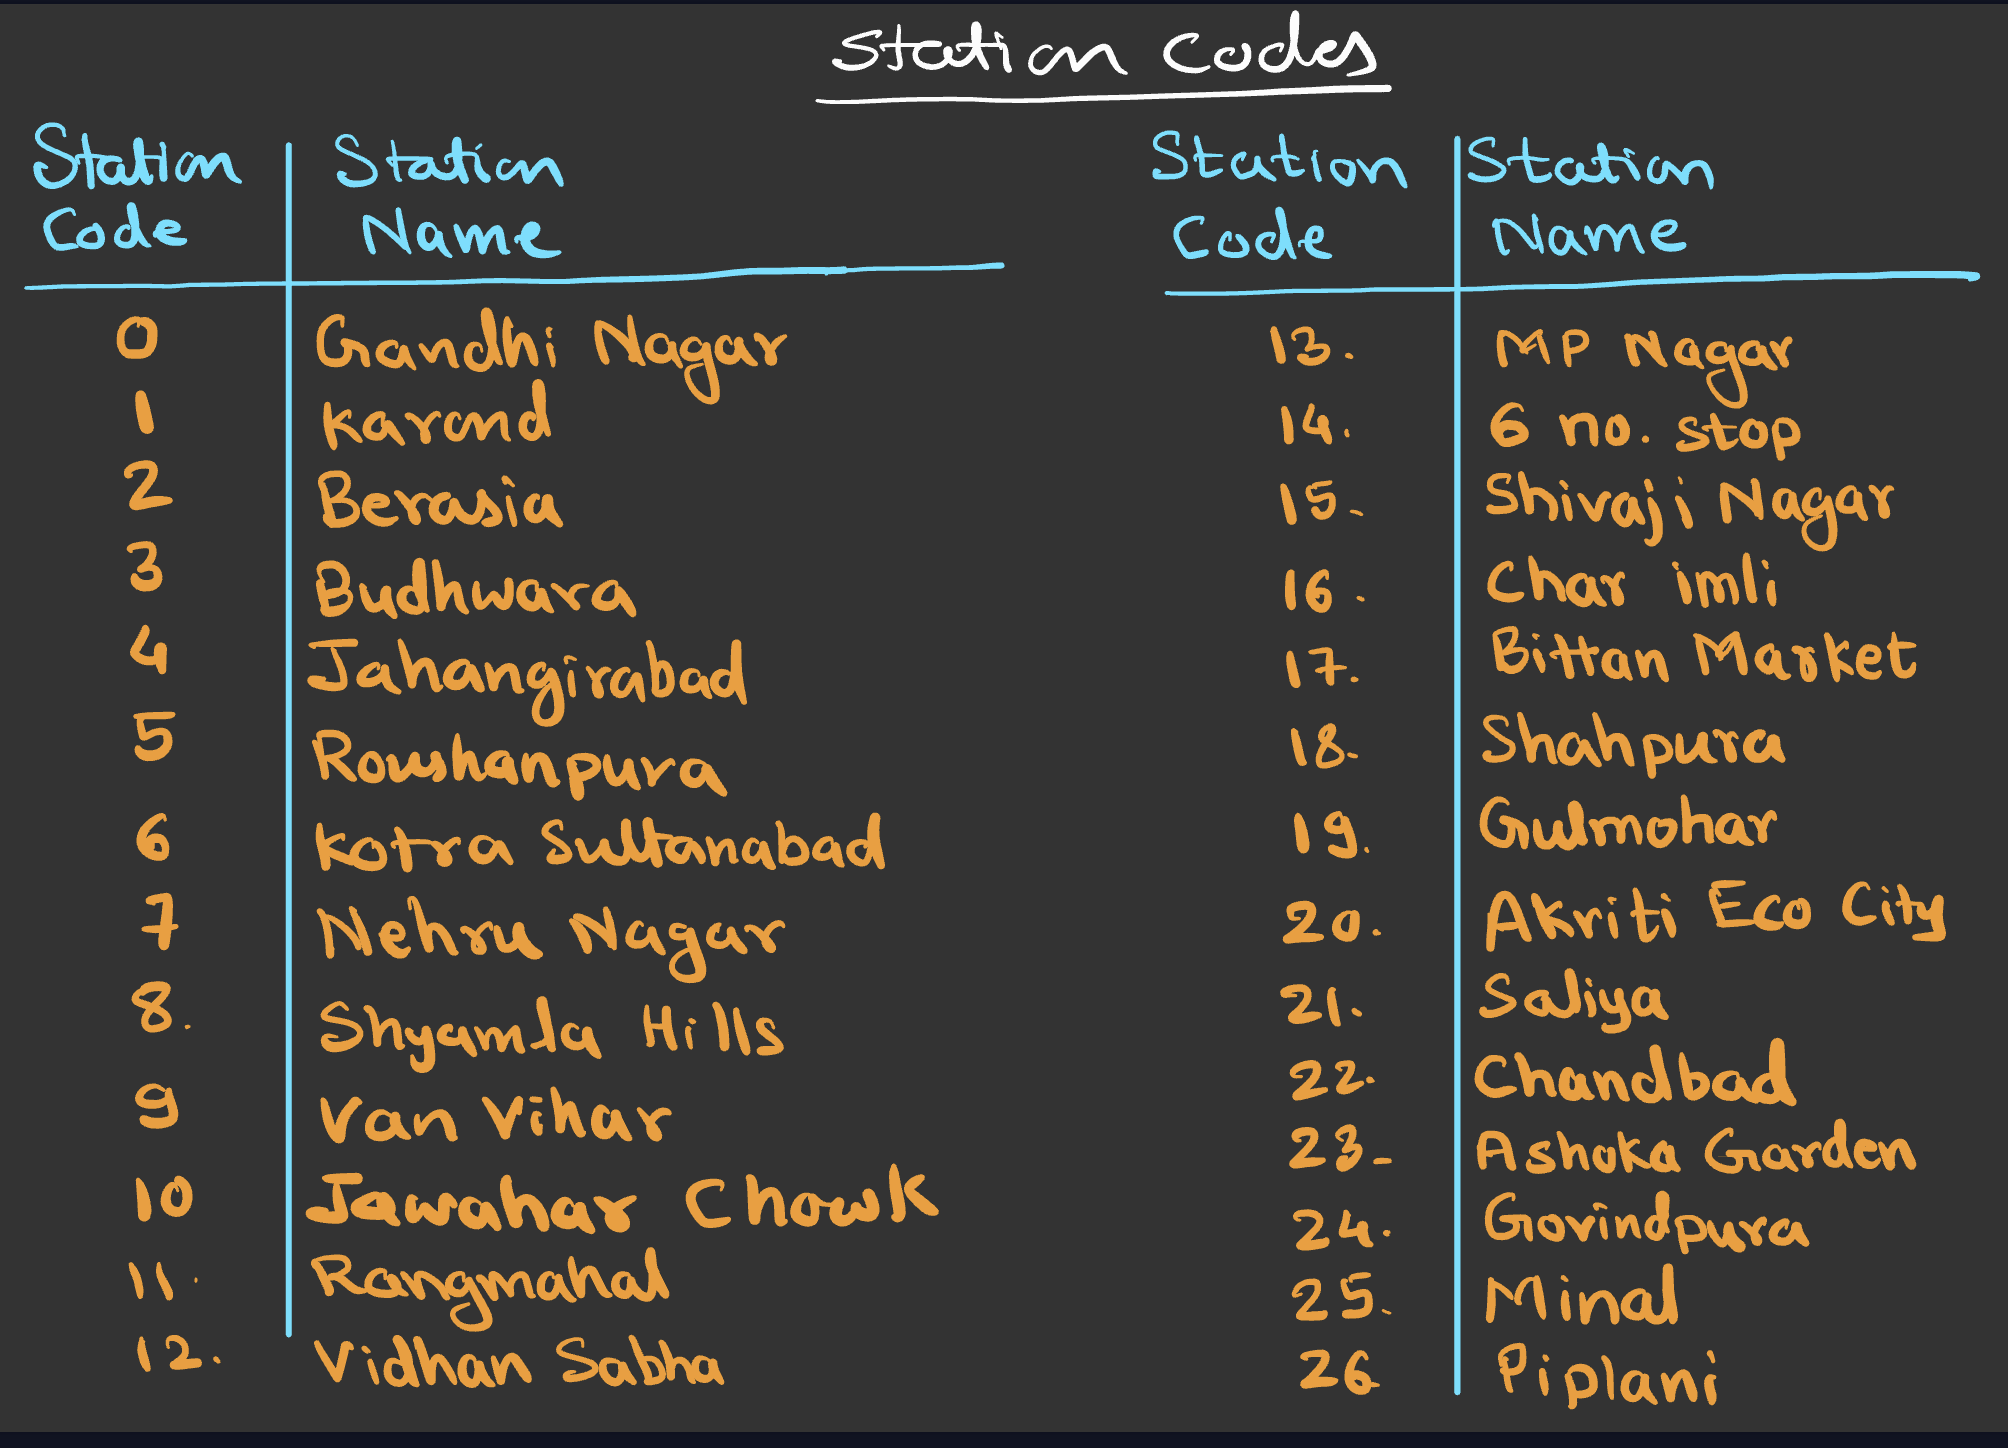 Station Codes
Station Code | Station Name
0 Gandhi Nagar
1 Karond
2 Berasia
3 Budhwara
4 Jahangirabad
5 Roushanpura
6 Kotra Sultanabad
7 Nehru Nagar
8. Shyamla Hills
9 Van Vihar
10 Jawahar Chowk
11. Rangmahal
12. Vidhan Sabha
Station Code | Station Name
13. MP Nagar
14. 6 no. stop
15. Shivaji Nagar
16. Char imli
17. Bittan Market
18. Shahpura
19. Gulmohar
20. Akriti Eco City
21. Saliya
22. Chandbad
23. Ashoka Garden
24. Govindpura
25. Minal
26 Piplani